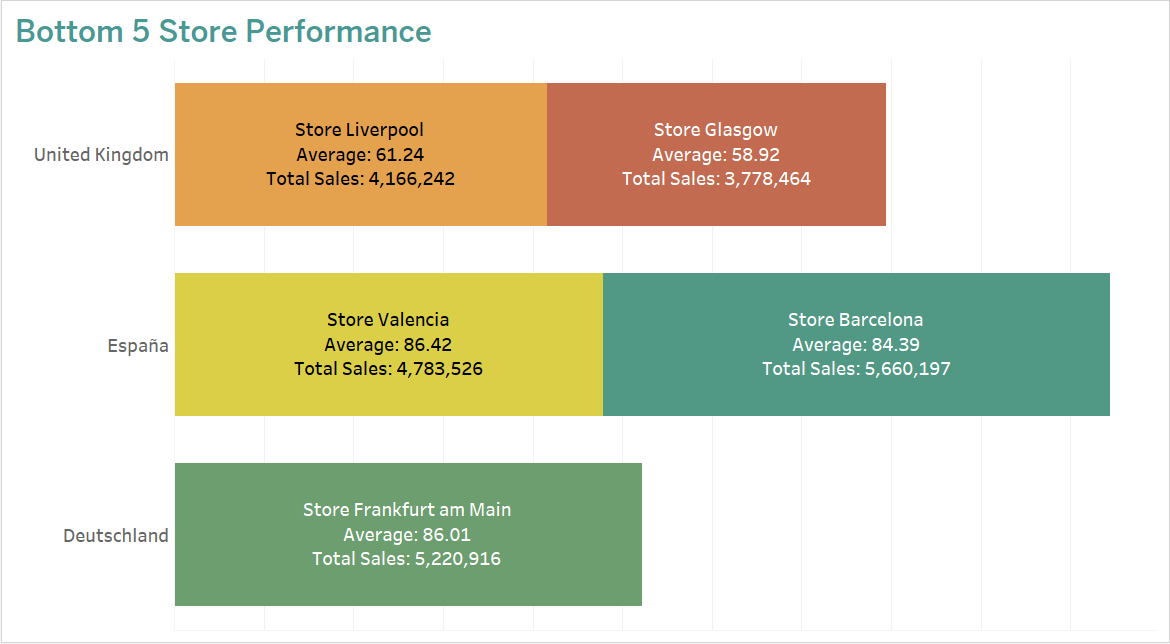 Bottom 5 Store Performance
United Kingdom
Store Liverpool
Average: 61.24
Total Sales: 4,166,242
Store Glasgow
Average: 58.92
Total Sales: 3,778,464
España
Store Valencia
Average: 86.42
Total Sales: 4,783,526
Store Barcelona
Average: 84.39
Total Sales: 5,660,197
Deutschland
Store Frankfurt am Main
Average: 86.01
Total Sales: 5,220,916